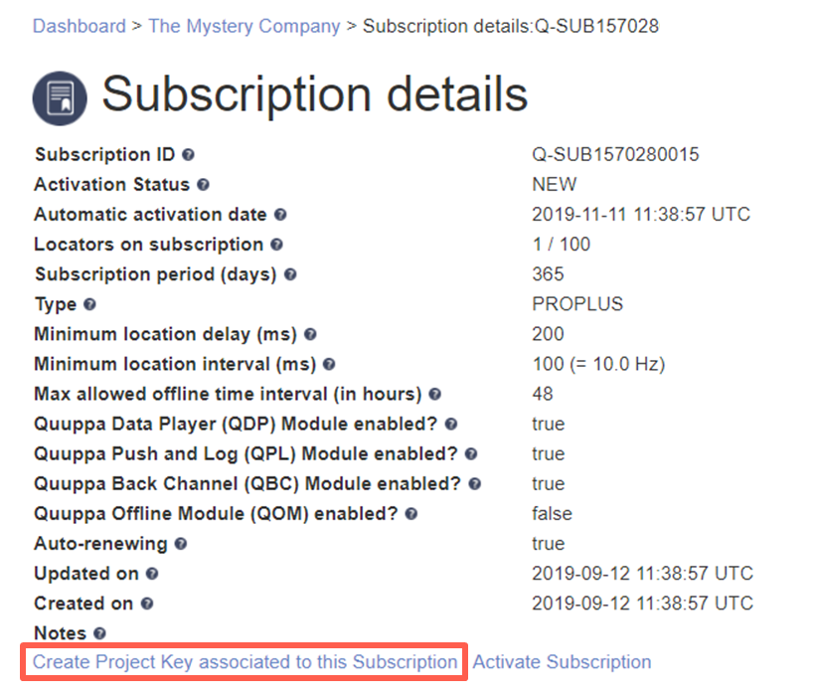 Dashboard > The Mystery Company > Subscription details:Q-SUB157028
Subscription details
Subscription ID ? Q-SUB1570280015
Activation Status ? NEW
Automatic activation date ? 2019-11-11 11:38:57 UTC
Locators on subscription ? 1 / 100
Subscription period (days) ? 365
Type ? PROPLUS
Minimum location delay (ms) ? 200
Minimum location interval (ms) ? 100 (= 10.0 Hz)
Max allowed offline time interval (in hours) ? 48
Quuppa Data Player (QDP) Module enabled? ? true
Quuppa Push and Log (QPL) Module enabled? ? true
Quuppa Back Channel (QBC) Module enabled? ? true
Quuppa Offline Module (QOM) enabled? ? false
Auto-renewing ? true
Updated on ? 2019-09-12 11:38:57 UTC
Created on ? 2019-09-12 11:38:57 UTC
Notes ?
Create Project Key associated to this Subscription Activate Subscription